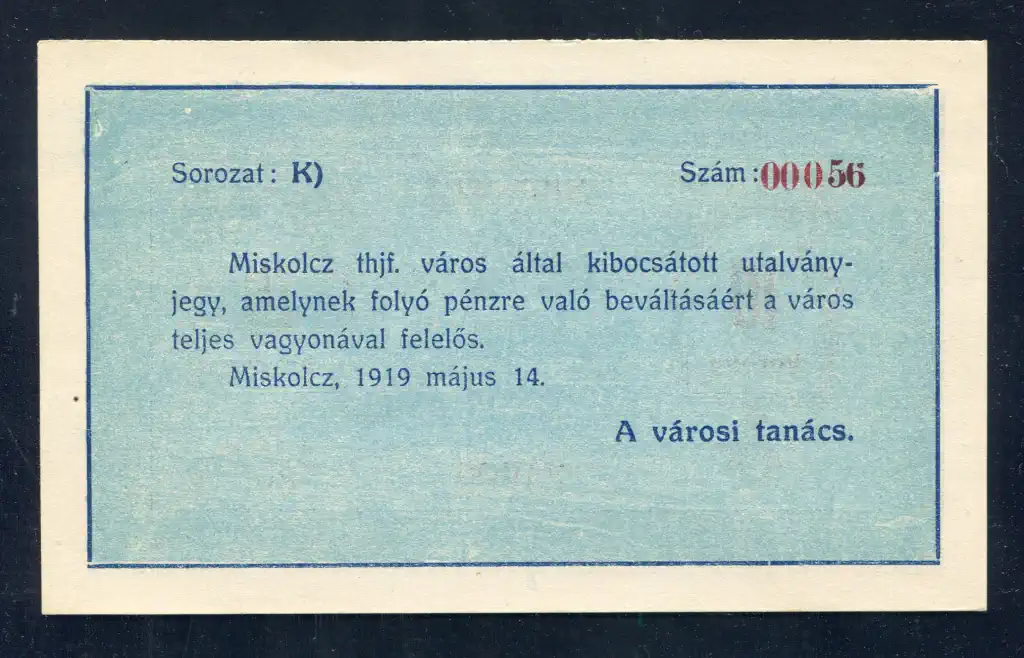 Sorozat: K) Szám: 00056
Miskolcz thjf. város által kibocsátott utalvány-
jegy, amelynek folyó pénzre való beváltásáért a város
teljes vagyonával felelős.
Miskolcz, 1919 május 14.
A városi tanács.